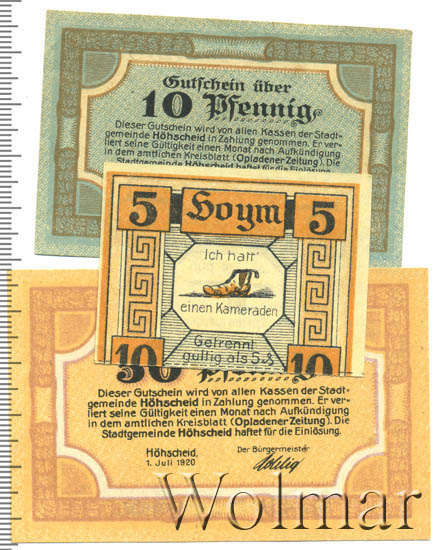 Gutschein über
10 Pfennig
Dieser Gutschein wird von allen Kassen der Stadt-
gemeinde Höhscheid in Zahlung genommen. Er ver-
liert seine Gültigkeit einen Monat nach Aufkündigung
in dem amtlichen Kreisblatt (Opladener Zeitung). Die
Stadtgemeinde Höhscheid haftet für die Einlösung.
5 Hoym 5
Ich hatt'
einen Kameraden
Getrennt
10 gültig als 5₰ 10
Pfennig
Dieser Gutschein wird von allen Kassen der Stadt-
gemeinde Höhscheid in Zahlung genommen. Er ver-
liert seine Gültigkeit einen Monat nach Aufkündigung
in dem amtlichen Kreisblatt (Opladener Zeitung). Die
Stadtgemeinde Höhscheid haftet für die Einlösung.
Höhscheid, Der Bürgermeister
1. Juli 1920
Wolmar